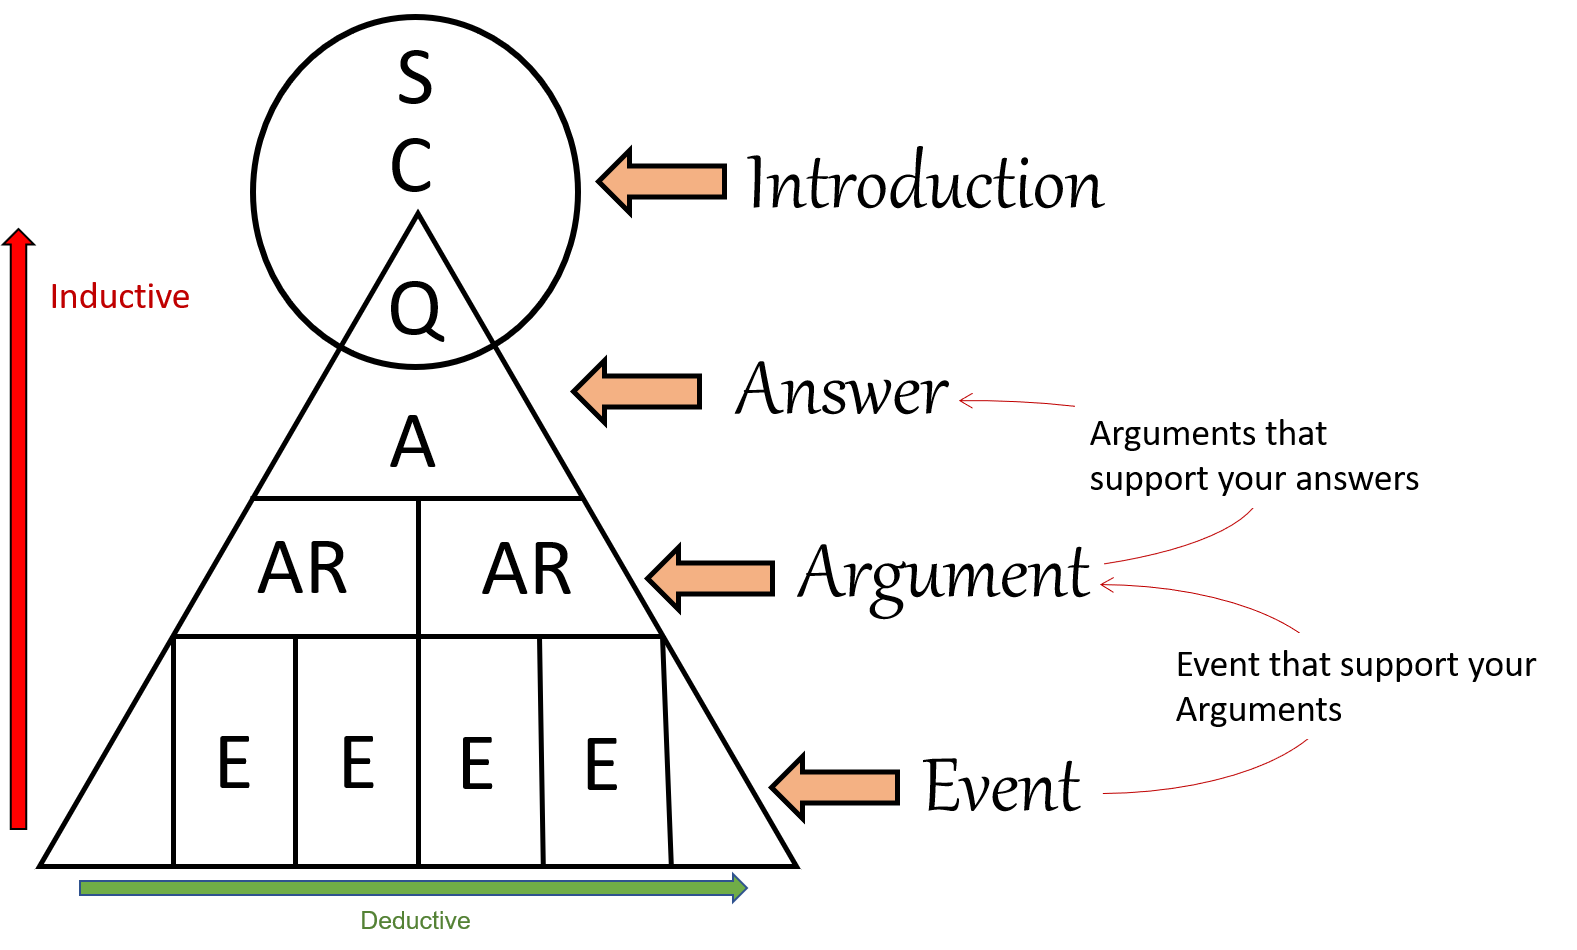 S
C
Introduction
Inductive
Q
Answer
A
Arguments that
support your answers
AR AR
Argument
Event that support your
Arguments
E E E E
Event
Deductive